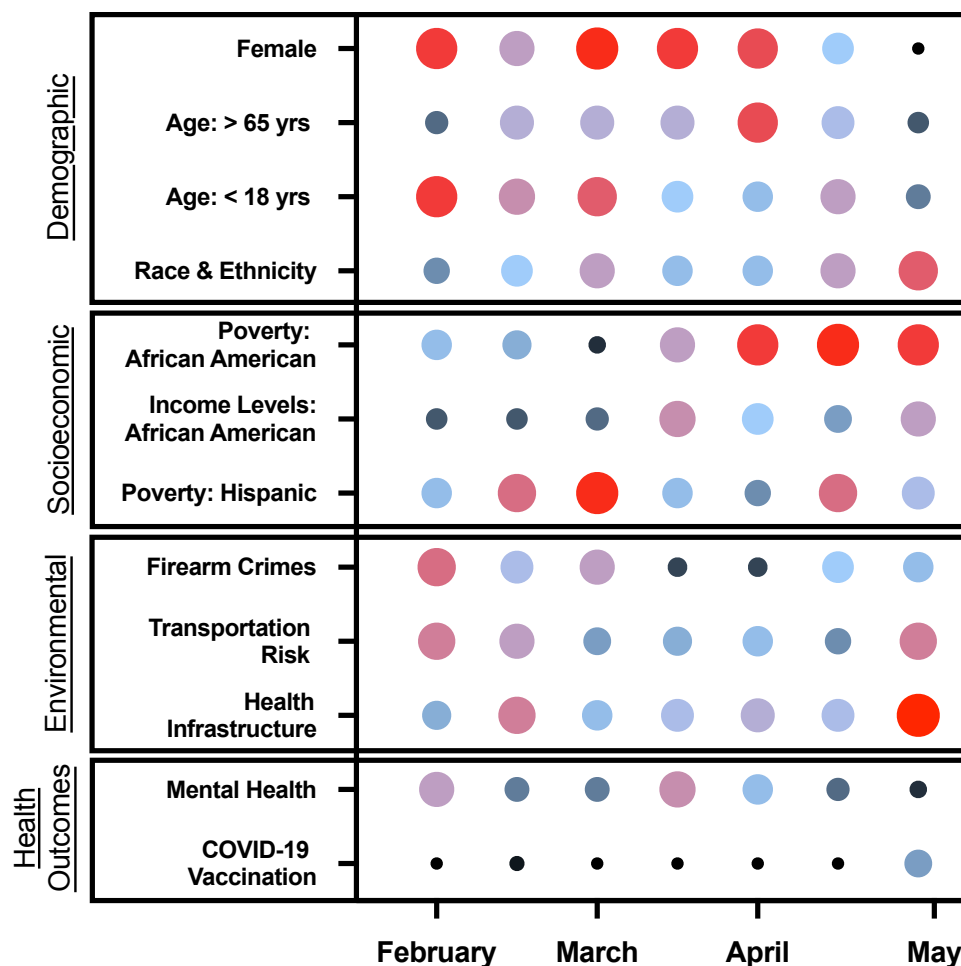 Demographic
Female
Age: > 65 yrs
Age: < 18 yrs
Race & Ethnicity
Socioeconomic
Poverty:
African American
Income Levels:
African American
Poverty: Hispanic
Environmental
Firearm Crimes
Transportation
Risk
Health
Infrastructure
Health
Outcomes
Mental Health
COVID-19
Vaccination
February March April May